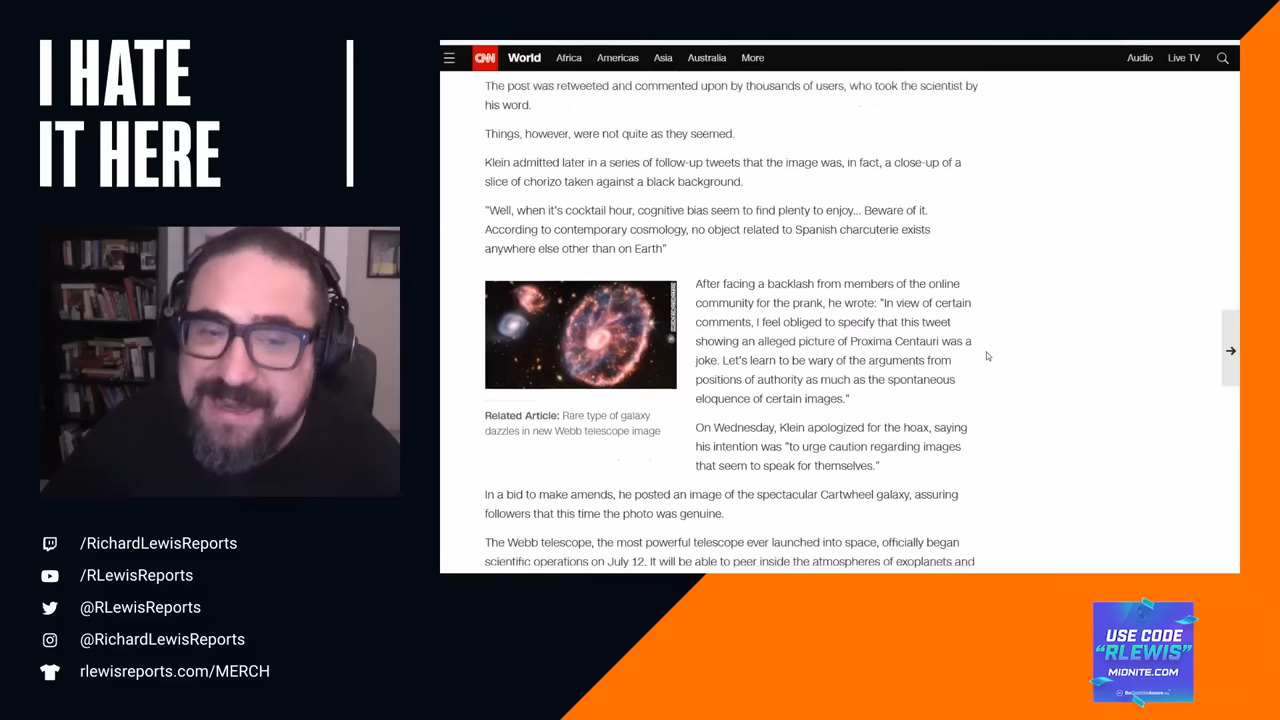 I HATE
IT HERE
/RichardLewisReports
/RLewisReports
@RLewisReports
@RichardLewisReports
rlewisreports.com/MERCH
CNN World Africa Americas Asia Australia More Audio Live TV
The post was retweeted and commented upon by thousands of users, who took the scientist by
his word.
Things, however, were not quite as they seemed.
Klein admitted later in a series of follow-up tweets that the image was, in fact, a close-up of a
slice of chorizo taken against a black background.
"Well, when it's cocktail hour, cognitive bias seem to find plenty to enjoy... Beware of it.
According to contemporary cosmology, no object related to Spanish charcuterie exists
anywhere else other than on Earth"
Related Article: Rare type of galaxy
dazzles in new Webb telescope image
After facing a backlash from members of the online
community for the prank, he wrote: "In view of certain
comments, I feel obliged to specify that this tweet
showing an alleged picture of Proxima Centauri was a
joke. Let's learn to be wary of the arguments from
positions of authority as much as the spontaneous
eloquence of certain images."
On Wednesday, Klein apologized for the hoax, saying
his intention was "to urge caution regarding images
that seem to speak for themselves."
In a bid to make amends, he posted an image of the spectacular Cartwheel galaxy, assuring
followers that this time the photo was genuine.
The Webb telescope, the most powerful telescope ever launched into space, officially began
scientific operations on July 12. It will be able to peer inside the atmospheres of exoplanets and
USE CODE
"RLEWIS"
MIDNITE.COM